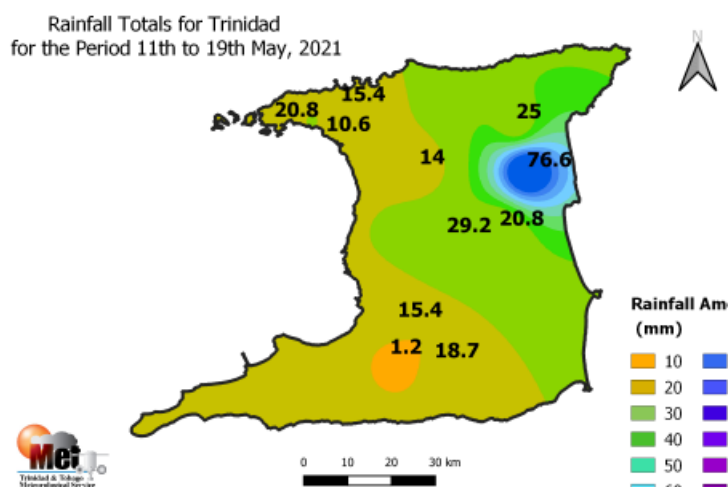 Rainfall Totals for Trinidad
for the Period 11th to 19th May, 2021
N
15.4
20.8
10.6
25
14
76.6
20.8
29.2
15.4
1.2
18.7
Rainfall Am
(mm)
10
20
30
40
50
60
Met
Trinidad & Tobago
Meteorological Service
0 10 20 30 km